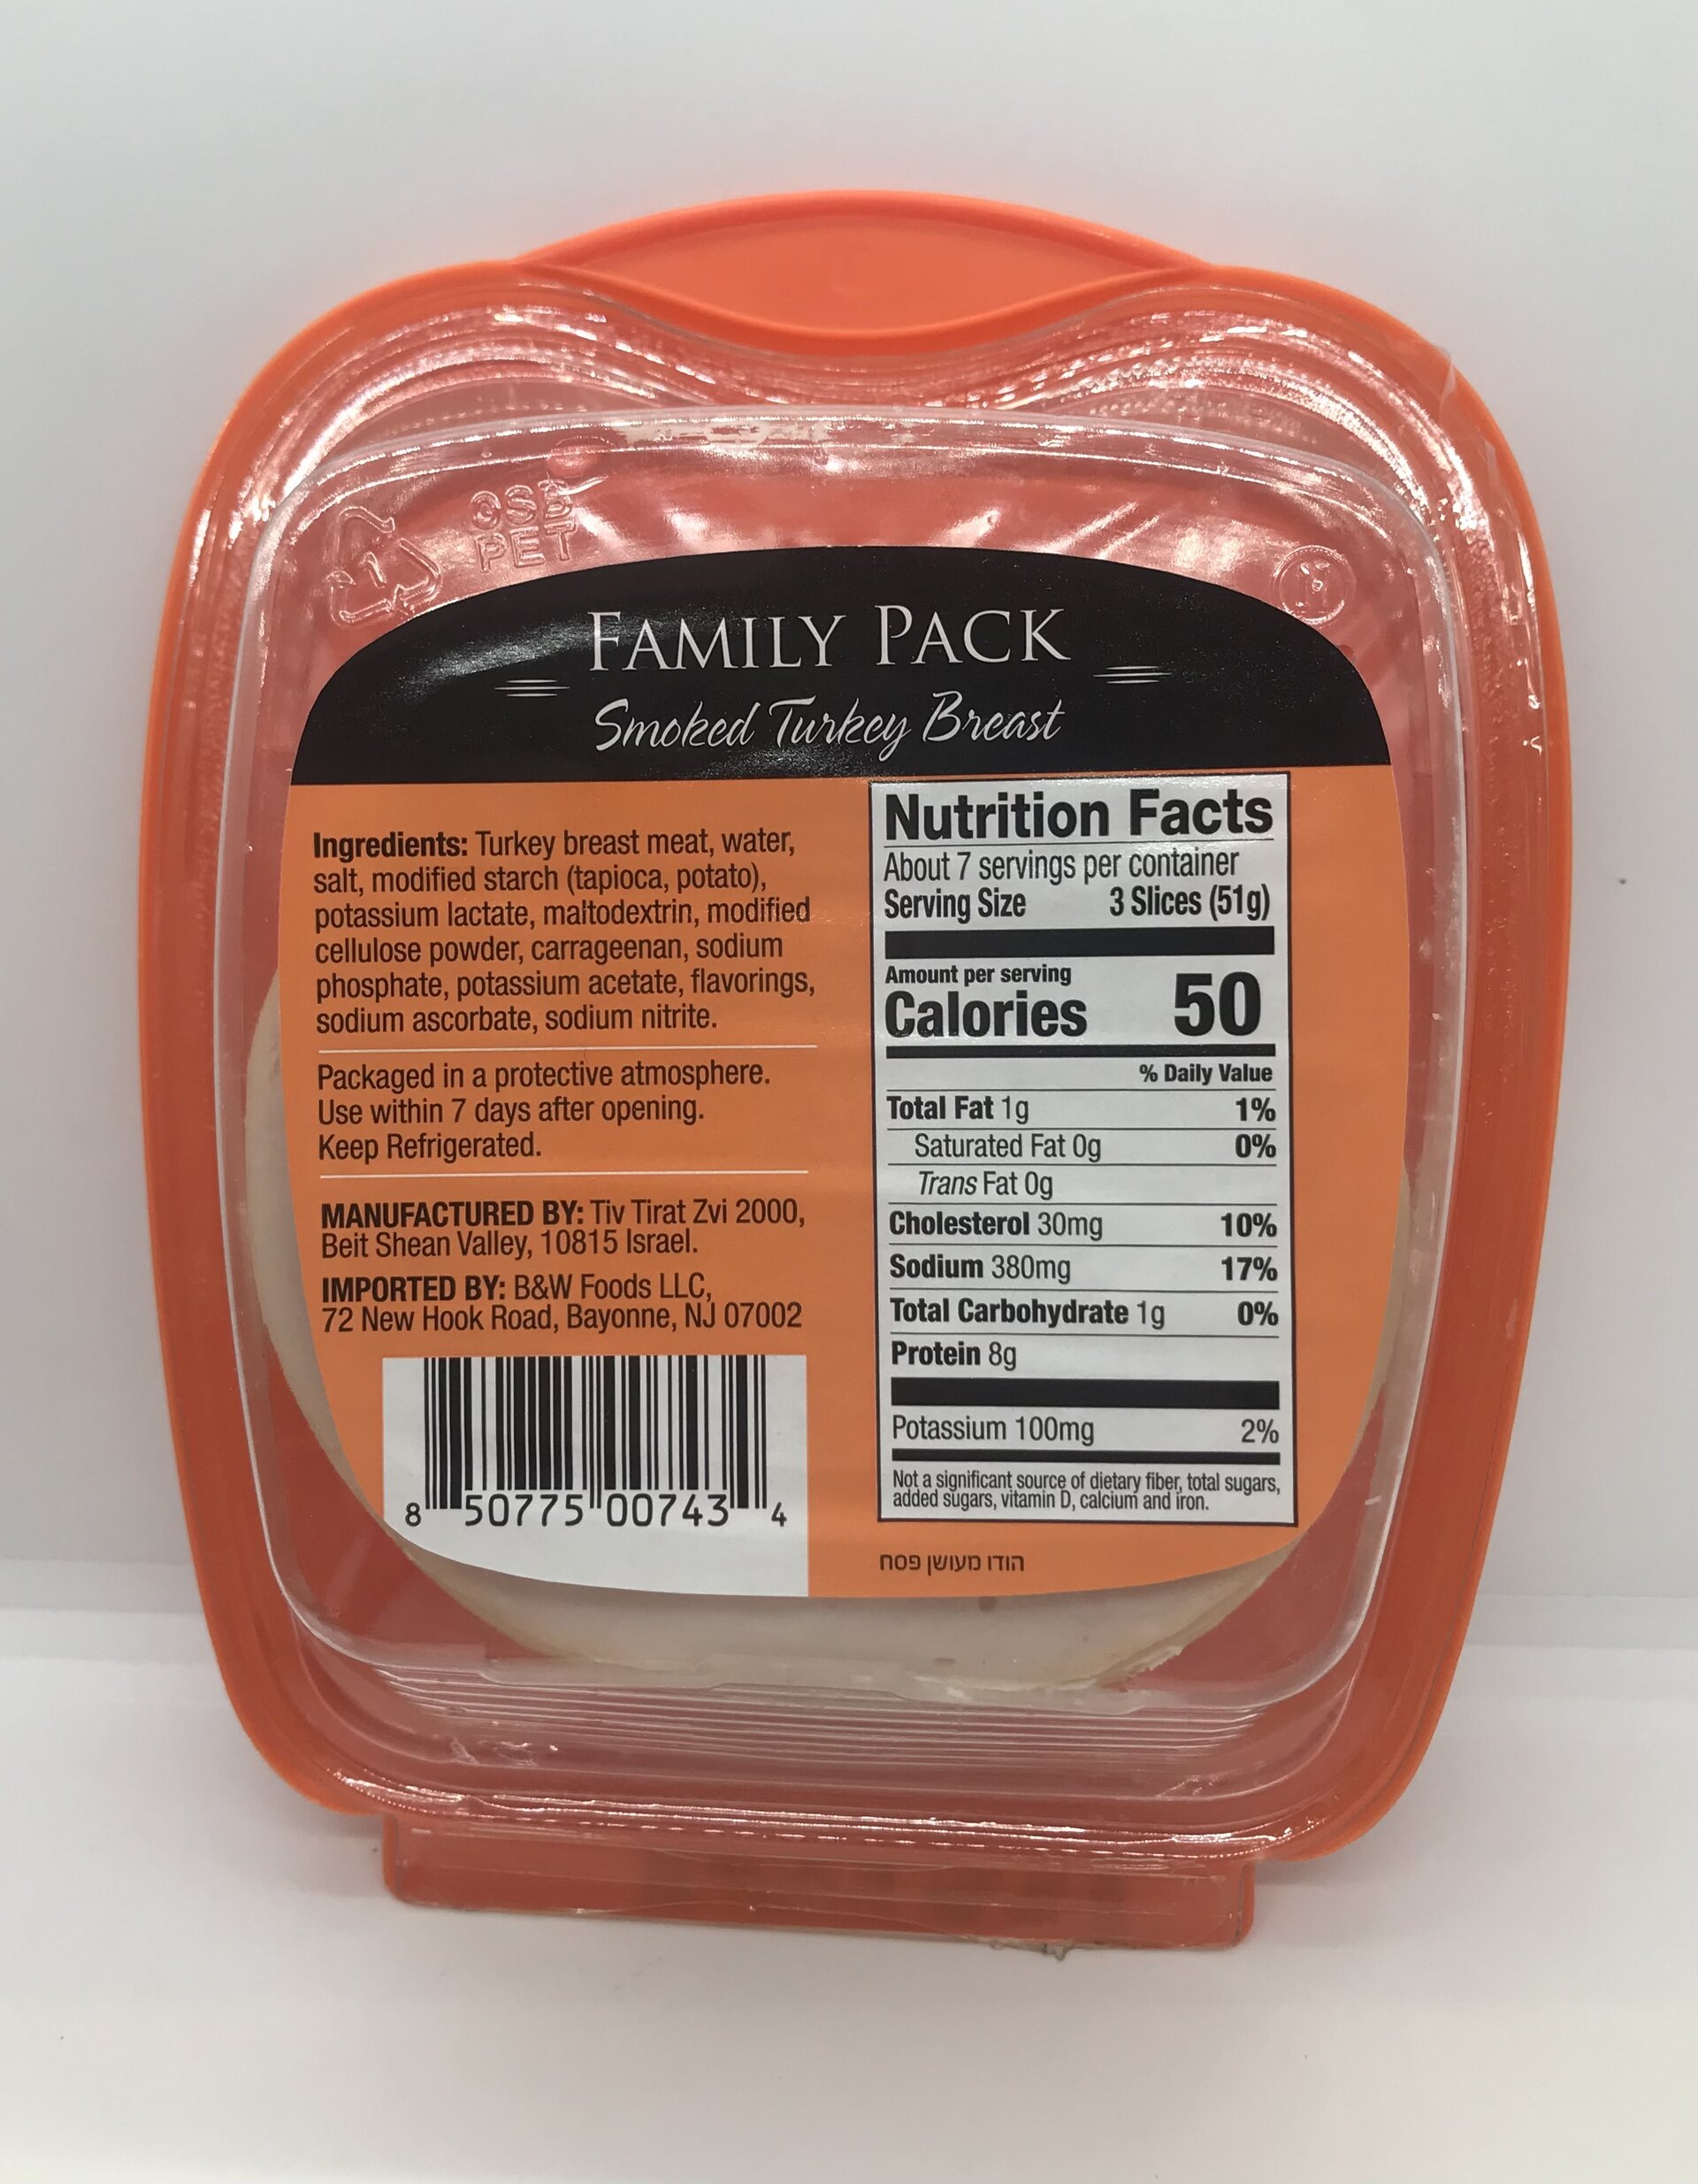 PET
FAMILY PACK
Smoked Turkey Breast
Ingredients: Turkey breast meat, water,
salt, modified starch (tapioca, potato),
potassium lactate, maltodextrin, modified
cellulose powder, carrageenan, sodium
phosphate, potassium acetate, flavorings,
sodium ascorbate, sodium nitrite.
Packaged in a protective atmosphere.
Use within 7 days after opening.
Keep Refrigerated.
MANUFACTURED BY: Tiv Tirat Zvi 2000,
Beit Shean Valley, 10815 Israel.
IMPORTED BY: B&W Foods LLC,
72 New Hook Road, Bayonne, NJ 07002
8 50775 00743 4
Nutrition Facts
About 7 servings per container
Serving Size 3 Slices (51g)
Amount per serving
Calories 50
% Daily Value
Total Fat 1g 1%
Saturated Fat 0g 0%
Trans Fat 0g
Cholesterol 30mg 10%
Sodium 380mg 17%
Total Carbohydrate 1g 0%
Protein 8g
Potassium 100mg 2%
Not a significant source of dietary fiber, total sugars,
added sugars, vitamin D, calcium and iron.
הודו מעושן פסח